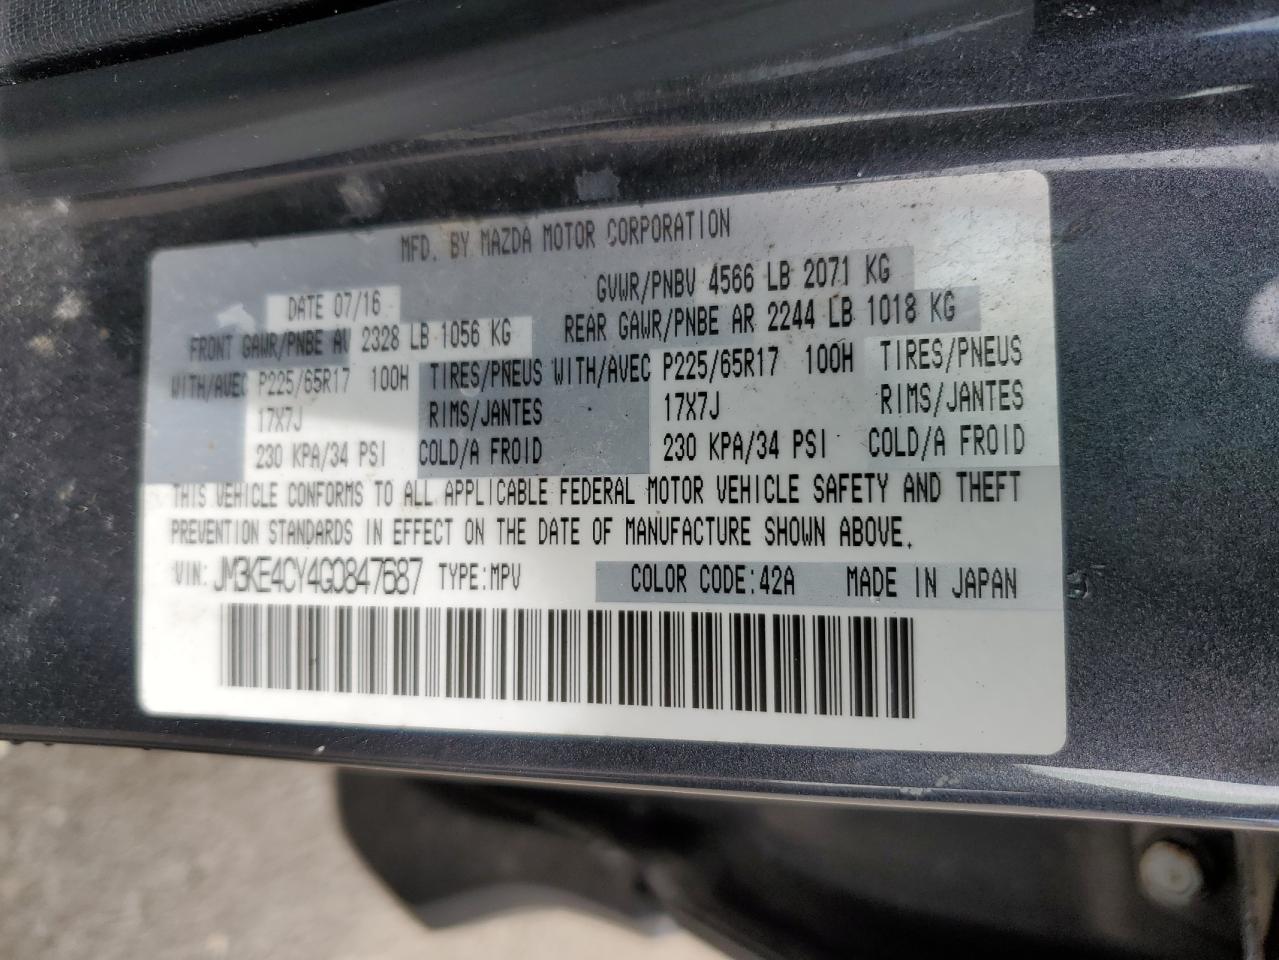 MFD. BY MAZDA MOTOR CORPORATION
DATE 07/16 GVWR/PNBV 4566 LB 2071 KG
FRONT GAWR/PNBE AV 2328 LB 1056 KG REAR GAWR/PNBE AR 2244 LB 1018 KG
WITH/AVEC P225/65R17 100H TIRES/PNEUS WITH/AVEC P225/65R17 100H TIRES/PNEUS
17X7J RIMS/JANTES 17X7J RIMS/JANTES
230 KPA/34 PSI COLD/A FROID 230 KPA/34 PSI COLD/A FROID
THIS VEHICLE CONFORMS TO ALL APPLICABLE FEDERAL MOTOR VEHICLE SAFETY AND THEFT
PREVENTION STANDARDS IN EFFECT ON THE DATE OF MANUFACTURE SHOWN ABOVE.
VIN: JM3KE4CY4G0847687 TYPE:MPV COLOR CODE:42A MADE IN JAPAN